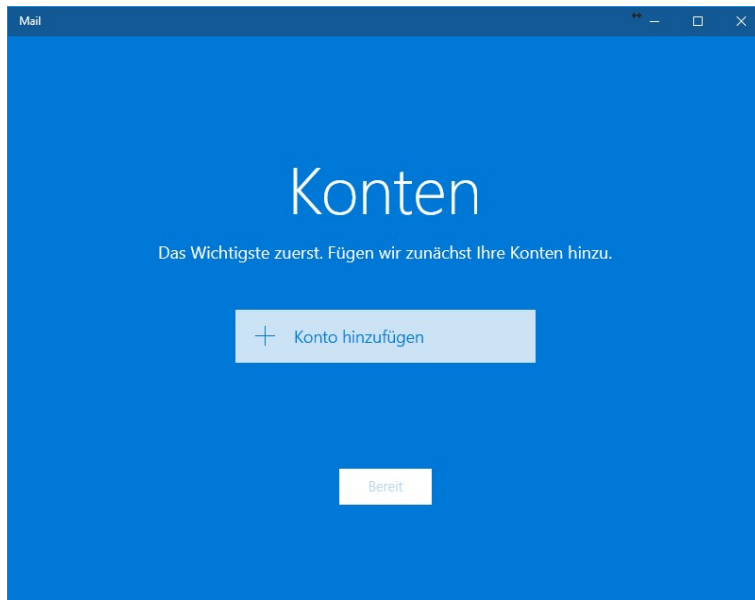 Mail
Konten
Das Wichtigste zuerst. Fügen wir zunächst Ihre Konten hinzu.
Konto hinzufügen
Bereit